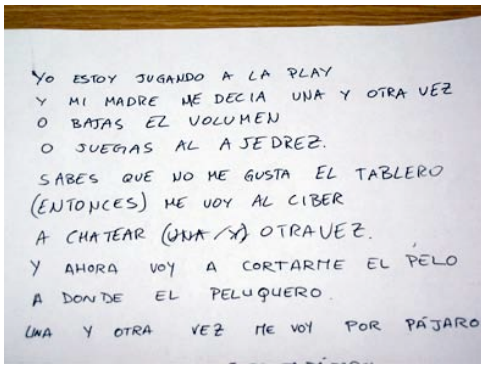 YO ESTOY JUGANDO A LA PLAY
Y MI MADRE ME DECIA UNA Y OTRA VEZ
O BAJAS EL VOLUMEN
O JUEGAS AL AJEDREZ.
SABES QUE NO ME GUSTA EL TABLERO
(ENTONCES) ME VOY AL CIBER
A CHATEAR (UNA Y) OTRAVEZ.
Y AHORA VOY A CORTARME EL PELO
A DONDE EL PELUQUERO.
UNA Y OTRA VEZ ME VOY POR PÁJARO